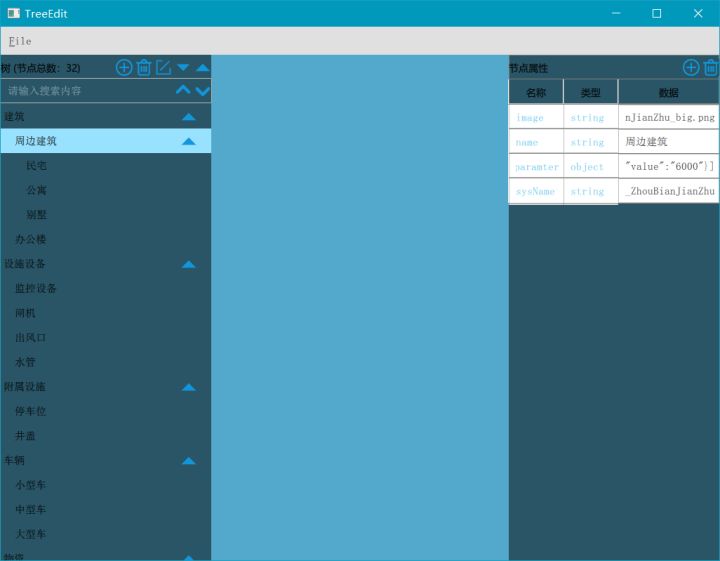 TreeEdit
File
树 (节点总数: 32)
请输入搜索内容
建筑
周边建筑
民宅
公寓
别墅
办公楼
设施设备
监控设备
闸机
出风口
水管
附属设施
停车位
井盖
车辆
小型车
中型车
大型车
物资
节点属性
名称 类型 数据
image string nJianZhu_big.png
name string 周边建筑
paramter object "value":"6000"}]
sysName string _ZhouBianJianZhu